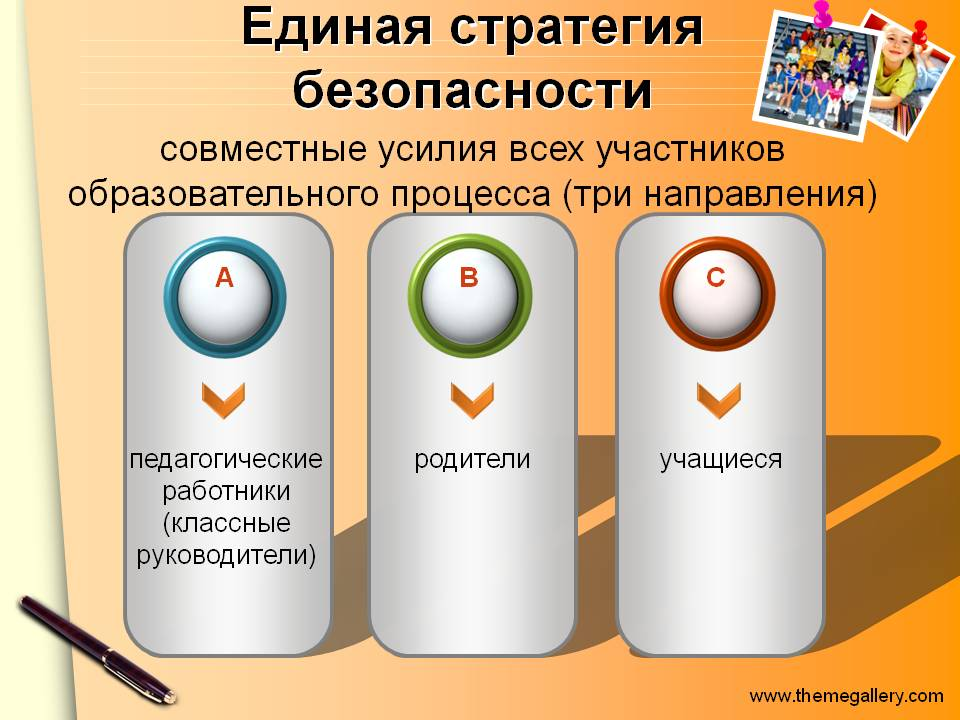 Единая стратегия
безопасности
совместные усилия всех участников
образовательного процесса (три направления)
A
B
C
педагогические
работники
(классные
руководители)
родители
учащиеся
www.themegallery.com